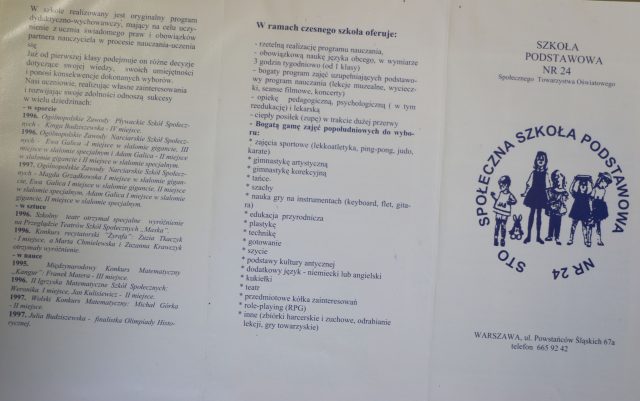 W szkole realizowany jest oryginalny program
dydaktyczno-wychowawczy, mający na celu uczy-
nienie z ucznia świadomego praw i obowiązków
partnera nauczyciela w procesie nauczania-uczenia
się
Już od pierwszej klasy podejmuje on różne decyzje
dotyczące swojej wiedzy, swoich umiejętności
i ponosi konsekwencje dokonanych wyborów.
Nasi uczniowie, realizując własne zainteresowania
i rozwijając swoje zdolności odnoszą sukcesy
w wielu dziedzinach:
- w sporcie
1996. Ogólnopolskie Zawody Pływackie Szkół Społecz-
nych - Kinga Budziszewska - II miejsce.
1996. Ogólnopolskie Zawody Narciarskie Szkół Społecz-
nych - Ewa Galica I miejsce w slalomie gigancie, III
miejsce w slalomie specjalnym i Adam Galica - II miejsce
w slalomie gigancie i II miejsce w slalomie specjalnym.
1997. Ogólnopolskie Zawody Narciarskie Szkół Społecz-
nych - Magda Grzadkowska I miejsce w slalomie gigan-
cie, Ewa Galica I miejsce w slalomie gigancie, II miejsce
w slalomie specjalnym, Adam Galica I miejsce w slalomie
gigancie, II miejsce w slalomie specjalnym.
- w sztuce
1996. Szkolny teatr otrzymał specjalne wyróżnienie
na Przeglądzie Teatrów Szkół Społecznych „Maska".
1996. Konkurs recytatorski "Żyrafa": Zuzia Tkaczyk
- I miejsce, a Marta Chmielewska i Zuzanna Krawczyk
otrzymały wyróżnienie.
- w nauce
1995. Międzynarodowy Konkurs Matematyczny
„Kangur": Franek Matera - III miejsce.
1996. II Igrzyska Matematyczne Szkół Społecznych:
Weronika I miejsce, Jan Kulisiewicz - II miejsce.
1997. Wolski Konkurs Matematyczny: Michał Górka
- II miejsce.
1997. Julia Budziszewska - finalistka Olimpiady Histo-
rycznej.
W ramach czesnego szkoła oferuje:
- rzetelną realizację programu nauczania,
- obowiązkową naukę języka obcego, w wymiarze
3 godzin tygodniowo (od 1 klasy)
- bogaty program zajęć uzupełniających podstawo-
wy program nauczania (lekcje muzealne, wyciecz-
ki, seanse filmowe, koncerty)
- opiekę pedagogiczną, psychologiczną ( w tym
reedukację) i lekarską
- ciepły posiłek (zupę) w trakcie dużej przerwy
- Bogatą gamę zajęć popołudniowych do wybo-
ru:
* zajęcia sportowe (lekkoatletyka, ping-pong, judo,
karate)
* gimnastykę artystyczną
* gimnastykę korekcyjną
* tańce
* szachy
* nauka gry na instrumentach (keyboard, flet, gita-
ra)
* edukacja przyrodnicza
* plastykę
* technikę
* gotowanie
* szycie
* podstawy kultury antycznej
* dodatkowy język - niemiecki lub angielski
* kukiełki
* teatr
* przedmiotowe kółka zainteresowań
* role-playing (RPG)
* inne (zbiórki harcerskie i zuchowe, odrabianie
lekcji, gry towarzyskie)
SZKOŁA
PODSTAWOWA
NR 24
Społecznego Towarzystwa Oświatowego
STO SPOŁECZNA SZKOŁA PODSTAWOWA
NR 24
WARSZAWA, ul. Powstańców Śląskich 67a
telefon 665 92 42